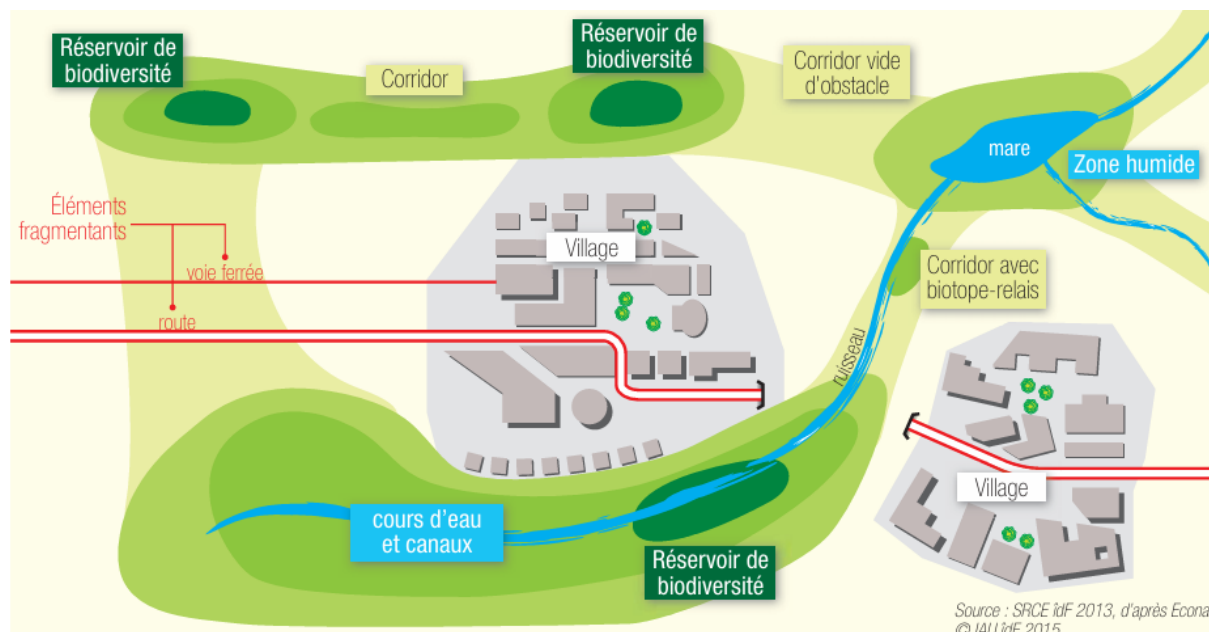 Réservoir de
biodiversité
Corridor
Réservoir de
biodiversité
Corridor vide
d'obstacle
mare
Zone humide
Éléments
fragmentants
voie ferrée
route
Village
Corridor avec
biotope-relais
ruisseau
Village
cours d'eau
et canaux
Réservoir de
biodiversité
Source : SRCE îdF 2013, d'après Econa
© IAU îdF 2015